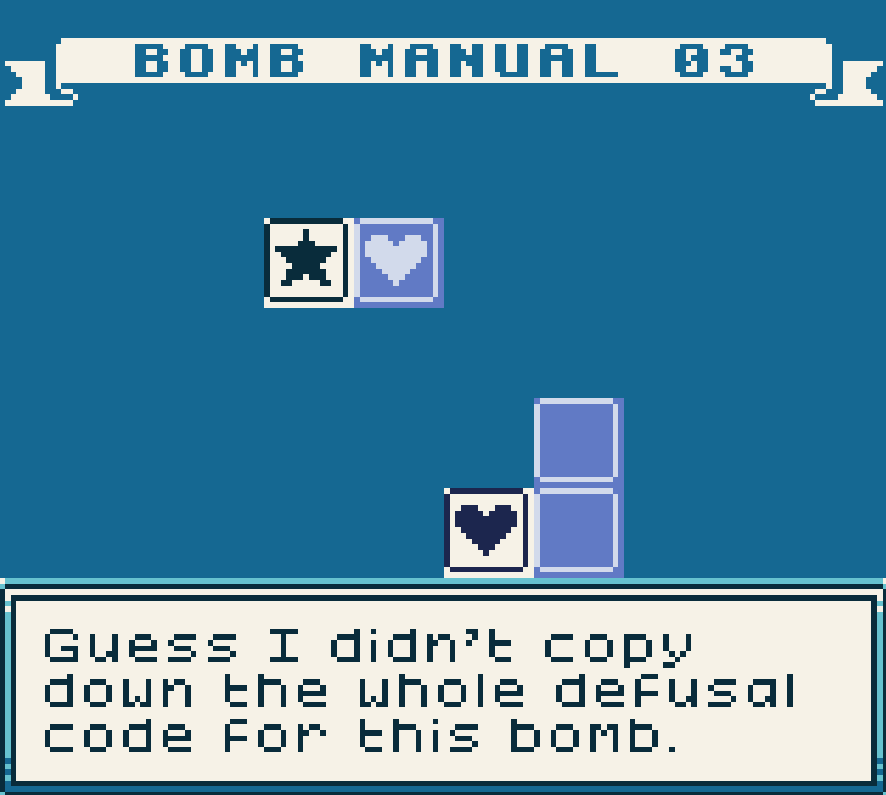 BOMB MANUAL 03
Guess I didn't copy
down the whole defusal
code for this bomb.